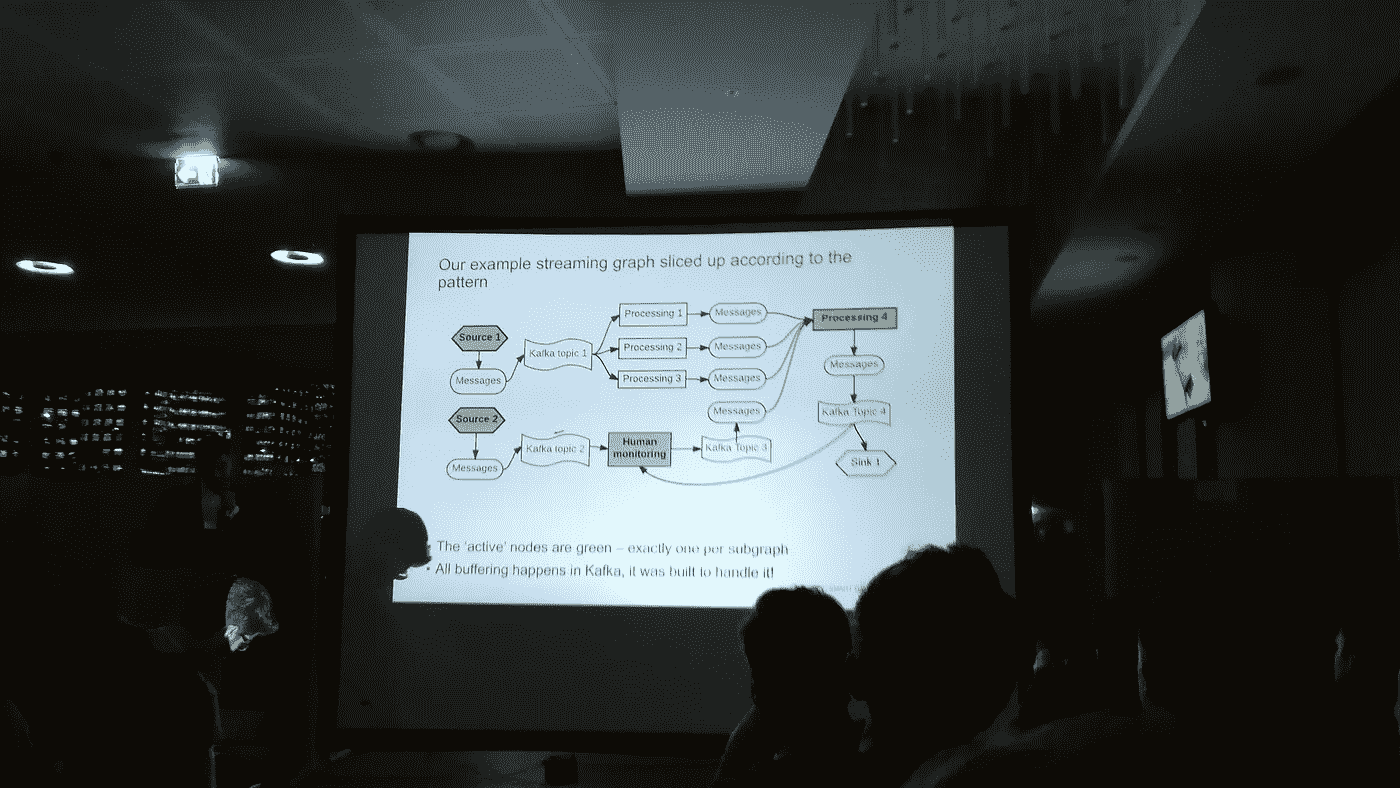 Our example streaming graph sliced up according to the
pattern
Source 1
Messages
Kafka topic 1
Processing 1
Messages
Processing 2
Messages
Processing 3
Messages
Processing 4
Messages
Kafka Topic 4
Sink 1
Source 2
Messages
Kafka topic 2
Human
monitoring
Kafka Topic 3
Messages
The 'active' nodes are green – exactly one per subgraph
• All buffering happens in Kafka, it was built to handle it!